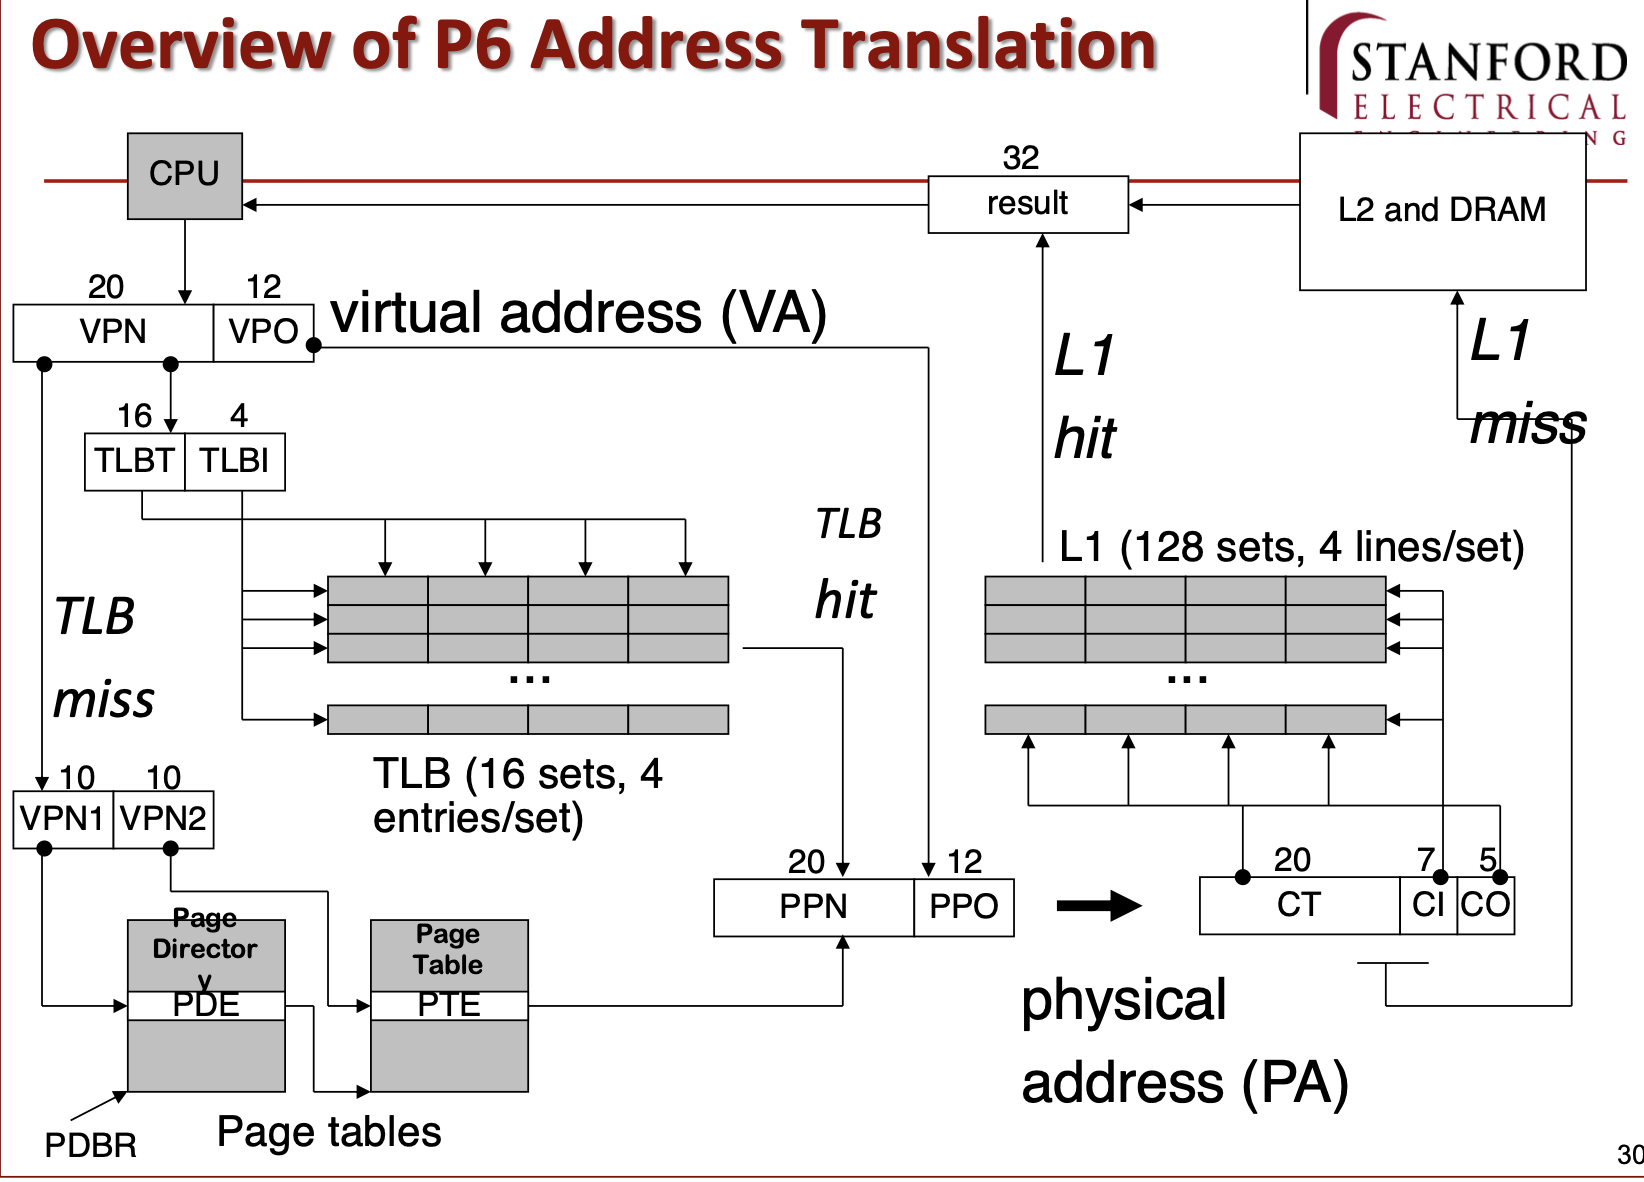 Overview of P6 Address Translation
STANFORD
ELECTRICAL
ENGINEERING
CPU
32
result
L2 and DRAM
20
12
VPN
VPO
virtual address (VA)
L1
hit
L1
miss
16
4
TLBT
TLBI
TLB
hit
L1 (128 sets, 4 lines/set)
TLB
miss
...
...
TLB (16 sets, 4
entries/set)
10
10
VPN1
VPN2
20
12
PPN
PPO
20
7
5
CT
CI
CO
Page
Director
y
PDE
Page
Table
PTE
physical
address (PA)
PDBR
Page tables
30